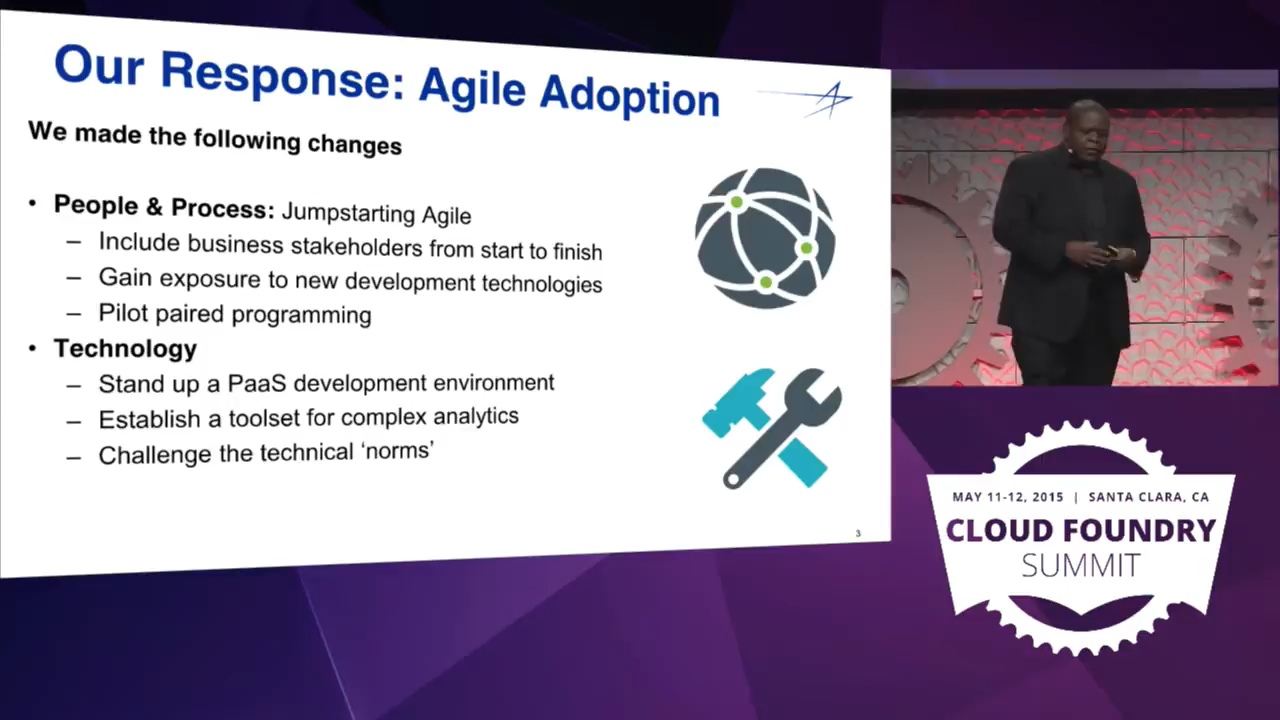 Our Response: Agile Adoption
We made the following changes
• People & Process: Jumpstarting Agile
– Include business stakeholders from start to finish
– Gain exposure to new development technologies
– Pilot paired programming
• Technology
– Stand up a PaaS development environment
– Establish a toolset for complex analytics
– Challenge the technical ‘norms’
3
MAY 11-12, 2015 | SANTA CLARA, CA
CLOUD FOUNDRY
SUMMIT